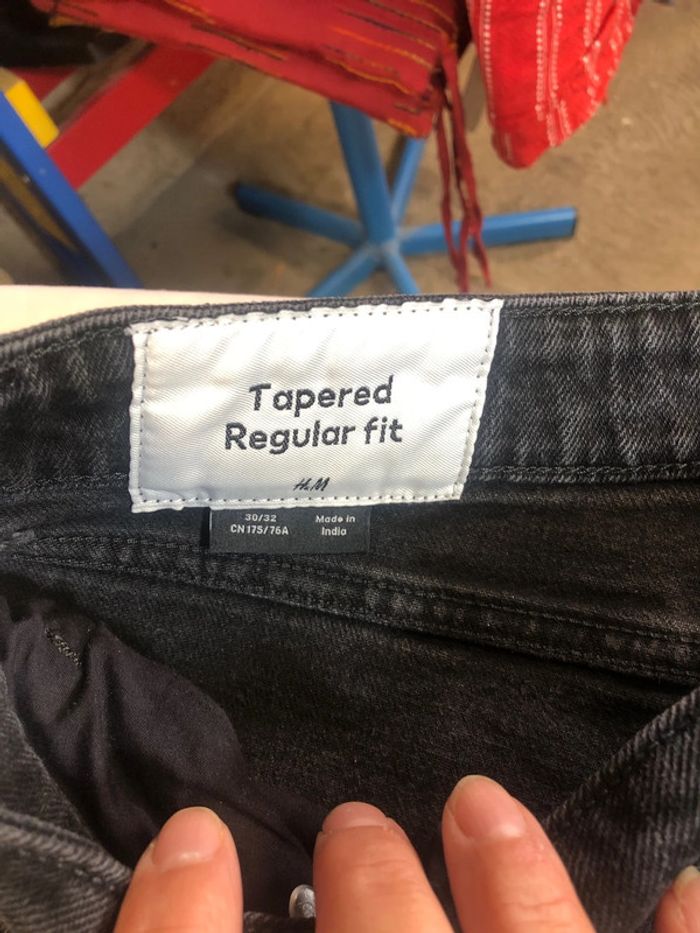 Tapered
Regular fit
H&M
30/32
CN 175/76A
Made in
India